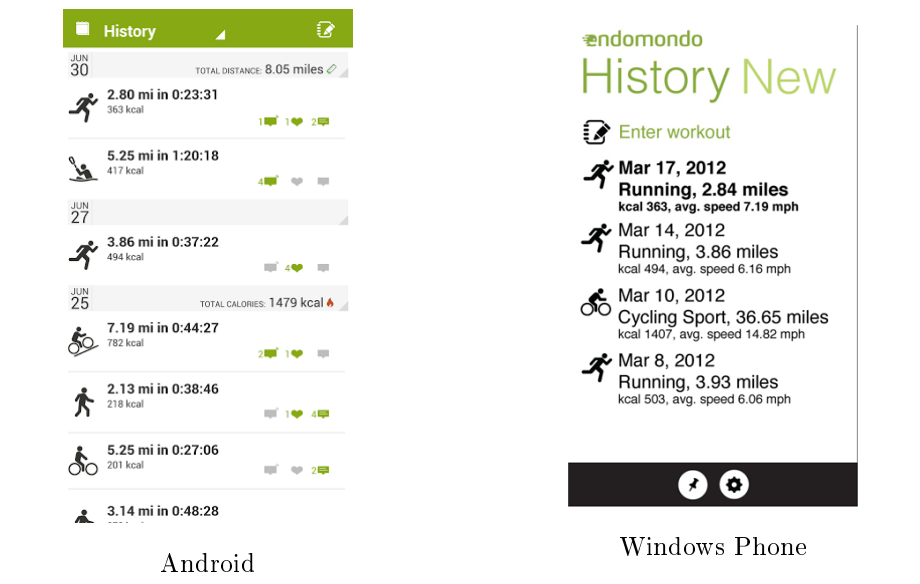 History
JUN
30
TOTAL DISTANCE: 8.05 miles
2.80 mi in 0:23:31
363 kcal
1 1 2
5.25 mi in 1:20:18
417 kcal
4
JUN
27
3.86 mi in 0:37:22
494 kcal
4
JUN
25
TOTAL CALORIES: 1479 kcal
7.19 mi in 0:44:27
782 kcal
2 1
2.13 mi in 0:38:46
218 kcal
1 4
5.25 mi in 0:27:06
201 kcal
2
3.14 mi in 0:48:28
Android
endomondo
History New
Enter workout
Mar 17, 2012
Running, 2.84 miles
kcal 363, avg. speed 7.19 mph
Mar 14, 2012
Running, 3.86 miles
kcal 494, avg. speed 6.16 mph
Mar 10, 2012
Cycling Sport, 36.65 miles
kcal 1407, avg. speed 14.82 mph
Mar 8, 2012
Running, 3.93 miles
kcal 503, avg. speed 6.06 mph
Windows Phone